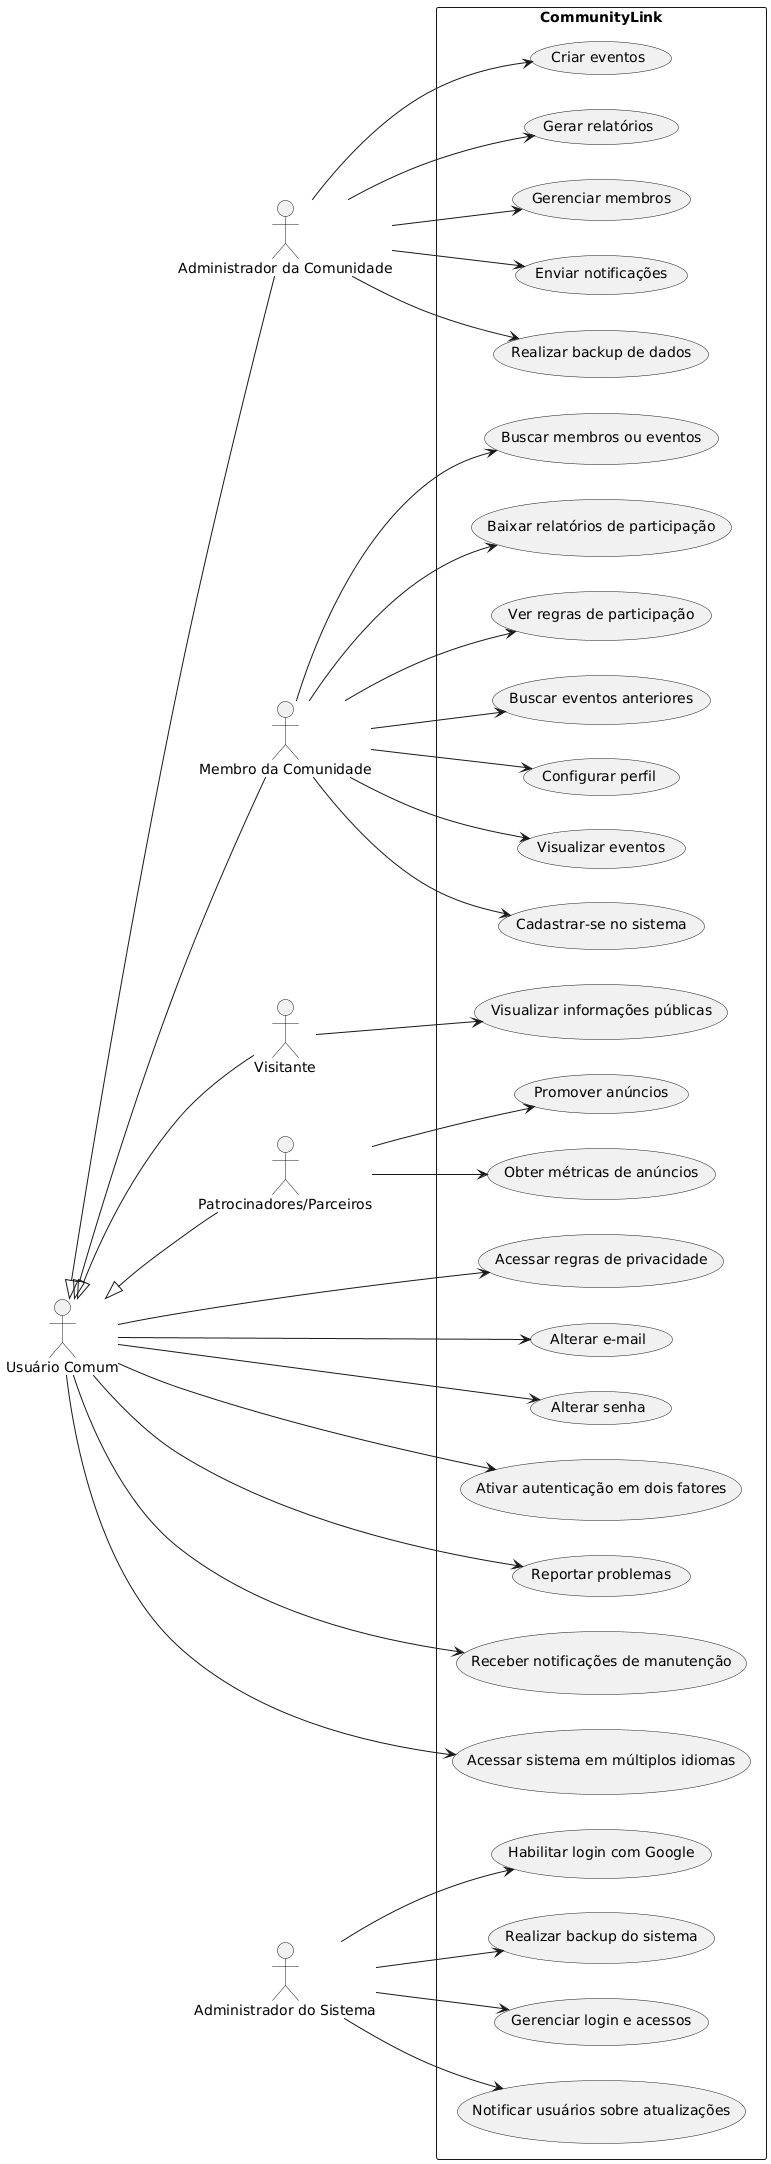 CommunityLink
Criar eventos
Gerar relatórios
Gerenciar membros
Administrador da Comunidade
Enviar notificações
Realizar backup de dados
Buscar membros ou eventos
Baixar relatórios de participação
Ver regras de participação
Buscar eventos anteriores
Membro da Comunidade
Configurar perfil
Visualizar eventos
Cadastrar-se no sistema
Visualizar informações públicas
Visitante
Promover anúncios
Obter métricas de anúncios
Patrocinadores/Parceiros
Acessar regras de privacidade
Alterar e-mail
Usuário Comum
Alterar senha
Ativar autenticação em dois fatores
Reportar problemas
Receber notificações de manutenção
Acessar sistema em múltiplos idiomas
Habilitar login com Google
Realizar backup do sistema
Administrador do Sistema
Gerenciar login e acessos
Notificar usuários sobre atualizações